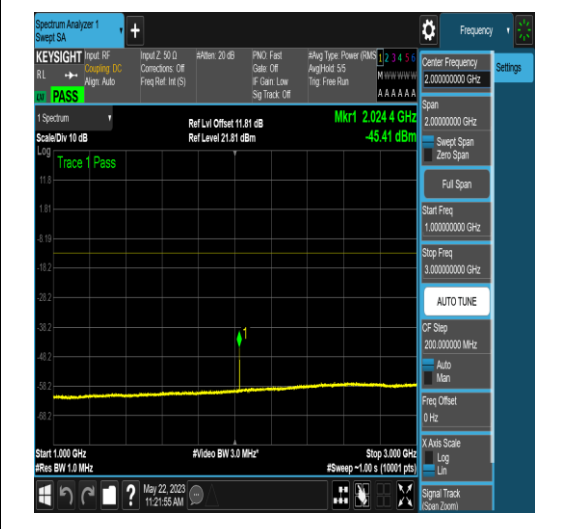 Spectrum Analyzer 1
Swept SA
+
Frequency
KEYSIGHT
RL
PASS
Input: RF
Coupling: DC
Align: Auto
Input Z: 50 Ω
Corrections: Off
Freq Ref: Int (S)
#Atten: 20 dB
PNO: Fast
Gate: Off
IF Gain: Low
Sig Track: Off
#Avg Type: Power (RMS
Avg|Hold: 5/5
Trig: Free Run
1 2 3 4 5 6
M W W W W W
A A A A A A
1 Spectrum
Scale/Div 10 dB
Ref Lvl Offset 11.81 dB
Ref Level 21.81 dBm
Mkr1 2.024 4 GHz
-45.41 dBm
Log
Trace 1 Pass
11.8
1.81
-8.19
-18.2
-28.2
-38.2
-48.2
-58.2
-68.2
1
Start 1.000 GHz
#Res BW 1.0 MHz
#Video BW 3.0 MHz*
Stop 3.000 GHz
#Sweep ~1.00 s (10001 pts)
?
May 22, 2023
11:21:55 AM
Center Frequency
2.000000000 GHz
Span
2.00000000 GHz
Swept Span
Zero Span
Full Span
Start Freq
1.000000000 GHz
Stop Freq
3.000000000 GHz
AUTO TUNE
CF Step
200.000000 MHz
Auto
Man
Freq Offset
0 Hz
X Axis Scale
Log
Lin
Signal Track
(Span Zoom)
Settings